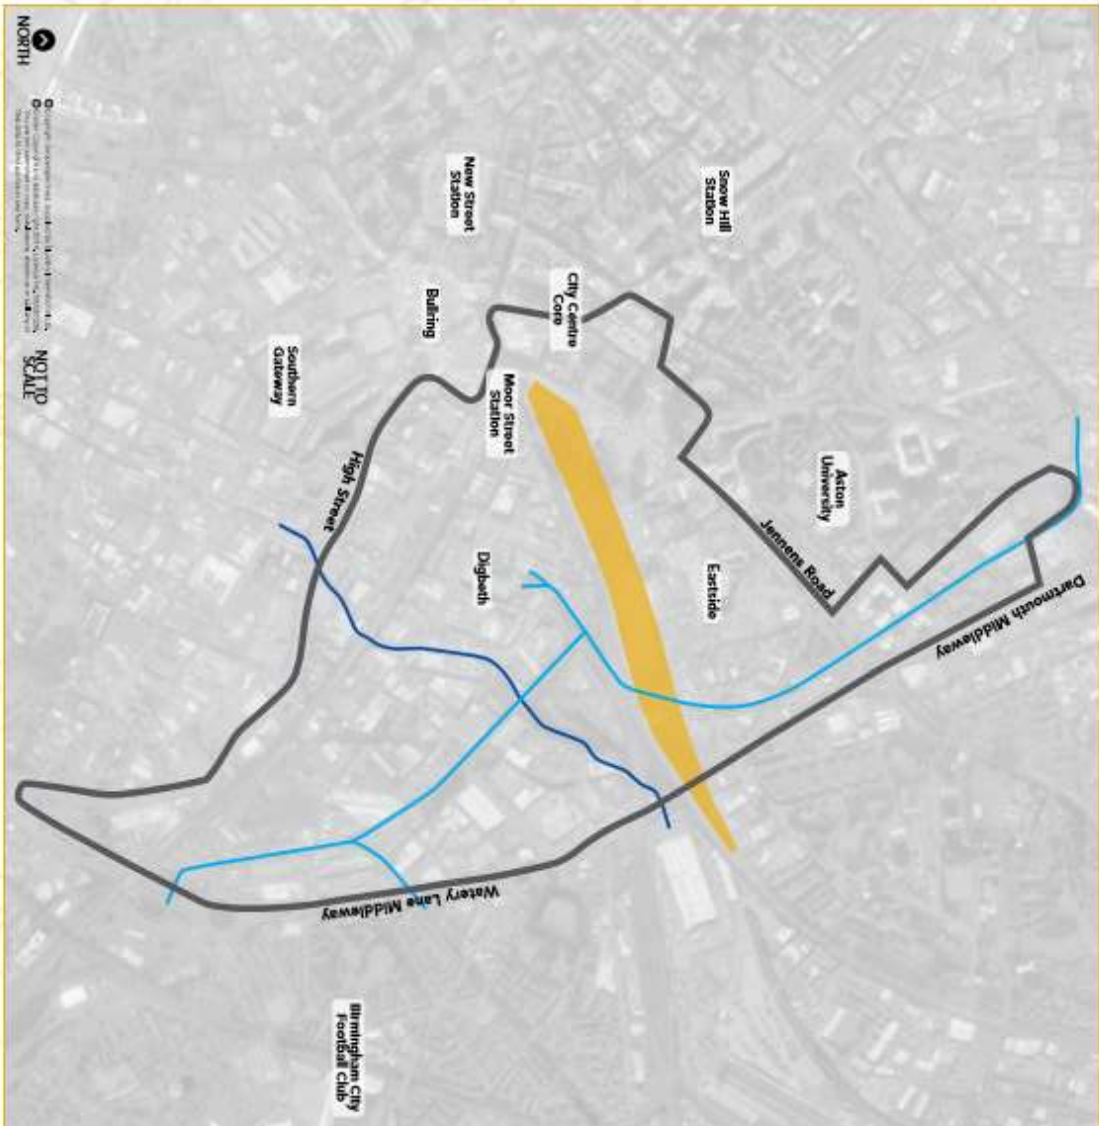 NORTH
NOT TO
SCALE
New Street
Station
Snow Hill
Station
City Centre
Core
Bullring
Southern
Gateway
Moor Street
Station
High Street
Aston
University
Jennens Road
Eastside
Digbeth
Dartmouth Middleway
Watery Lane Middleway
Birmingham City
Football Club